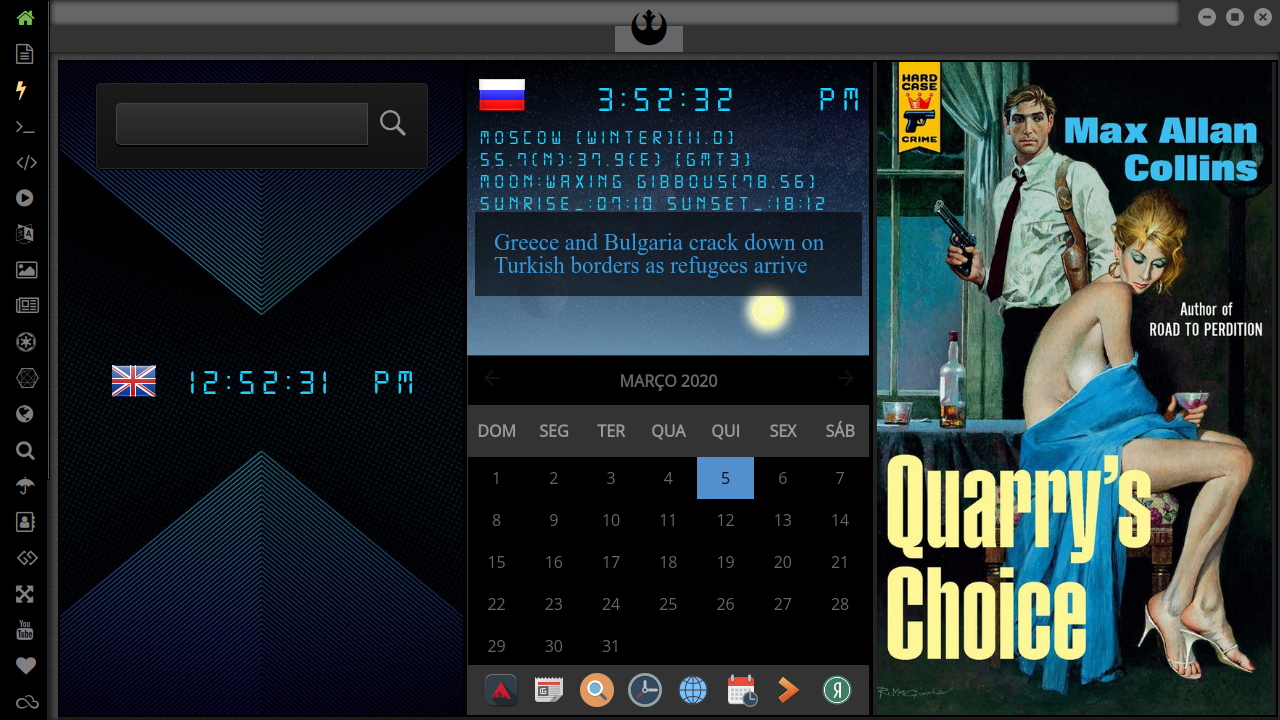 3:52:32 PM
MOSCOW [WINTER][11.0]
55.7[N]:37.9[E] [GMT3]
MOON:WAXING GIBBOUS[78.56]
SUNRISE_:07:10 SUNSET_:18:12
Greece and Bulgaria crack down on
Turkish borders as refugees arrive
12:52:31 PM
MARÇO 2020
DOM SEG TER QUA QUI SEX SÁB
1 2 3 4 5 6 7
8 9 10 11 12 13 14
15 16 17 18 19 20 21
22 23 24 25 26 27 28
29 30 31
HARD
CASE
CRIME
Max Allan
Collins
Author of
ROAD TO PERDITION
Quarry's
Choice
You
Tube
Я